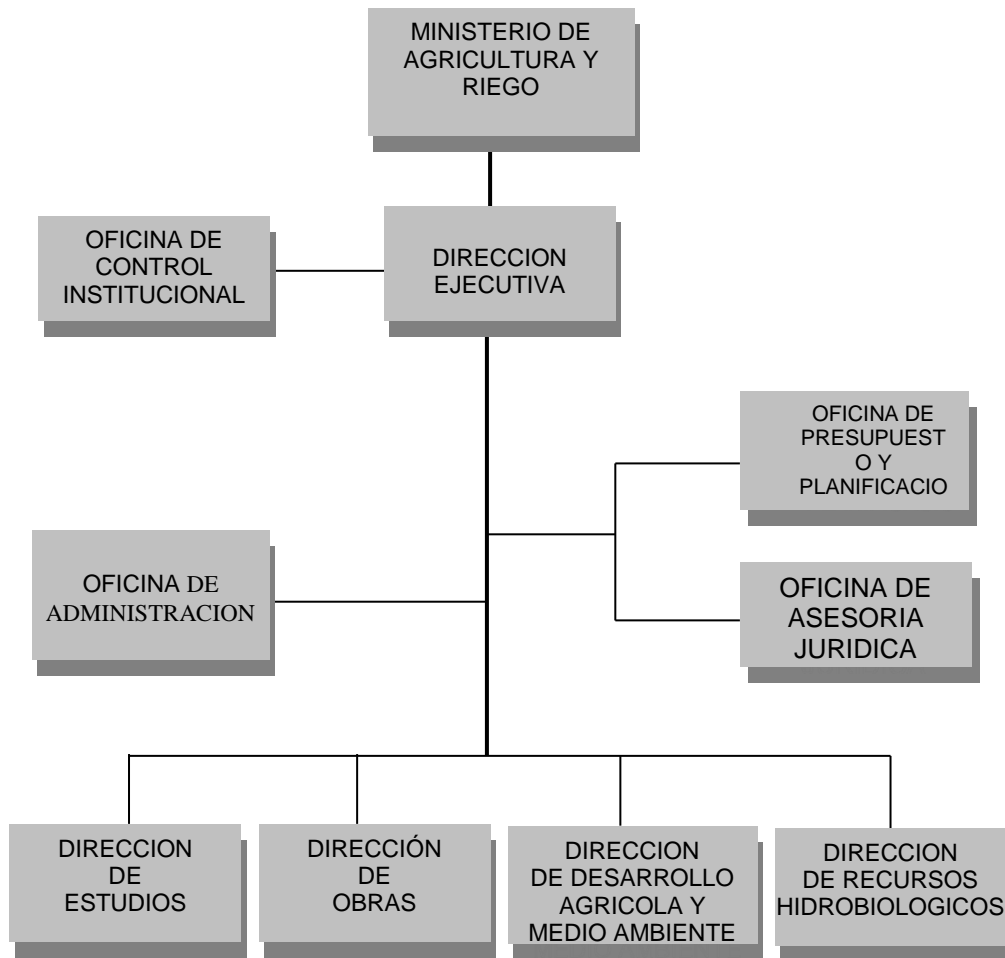 MINISTERIO DE
AGRICULTURA Y
RIEGO
OFICINA DE
CONTROL
INSTITUCIONAL
DIRECCION
EJECUTIVA
OFICINA DE
PRESUPUEST
O Y
PLANIFICACIO
OFICINA DE
ADMINISTRACION
OFICINA DE
ASESORIA
JURIDICA
DIRECCION
DE
ESTUDIOS
DIRECCIÓN
DE
OBRAS
DIRECCION
DE DESARROLLO
AGRICOLA Y
MEDIO AMBIENTE
DIRECCION
DE RECURSOS
HIDROBIOLOGICOS